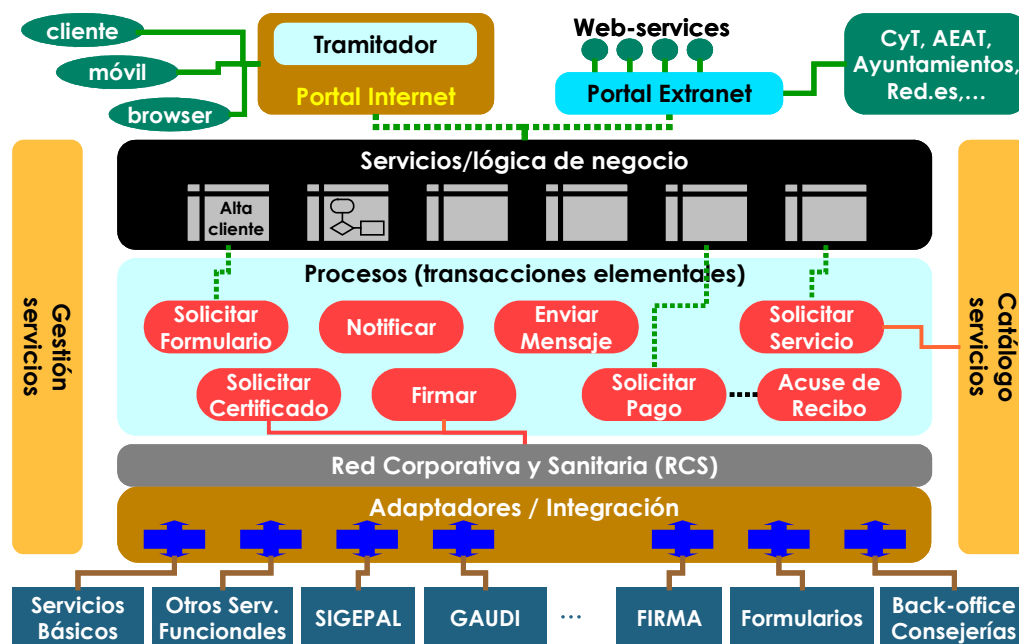 cliente
móvil
browser
Tramitador
Portal Internet
Web-services
Portal Extranet
CyT, AEAT,
Ayuntamientos,
Red.es,…
Servicios/lógica de negocio
Alta
cliente
Gestión
servicios
Catálogo
servicios
Procesos (transacciones elementales)
Solicitar
Formulario
Notificar
Enviar
Mensaje
Solicitar
Servicio
Solicitar
Certificado
Firmar
Solicitar
Pago
Acuse de
Recibo
Red Corporativa y Sanitaria (RCS)
Adaptadores / Integración
Servicios
Básicos
Otros Serv.
Funcionales
SIGEPAL
GAUDI
…
FIRMA
Formularios
Back-office
Consejerías